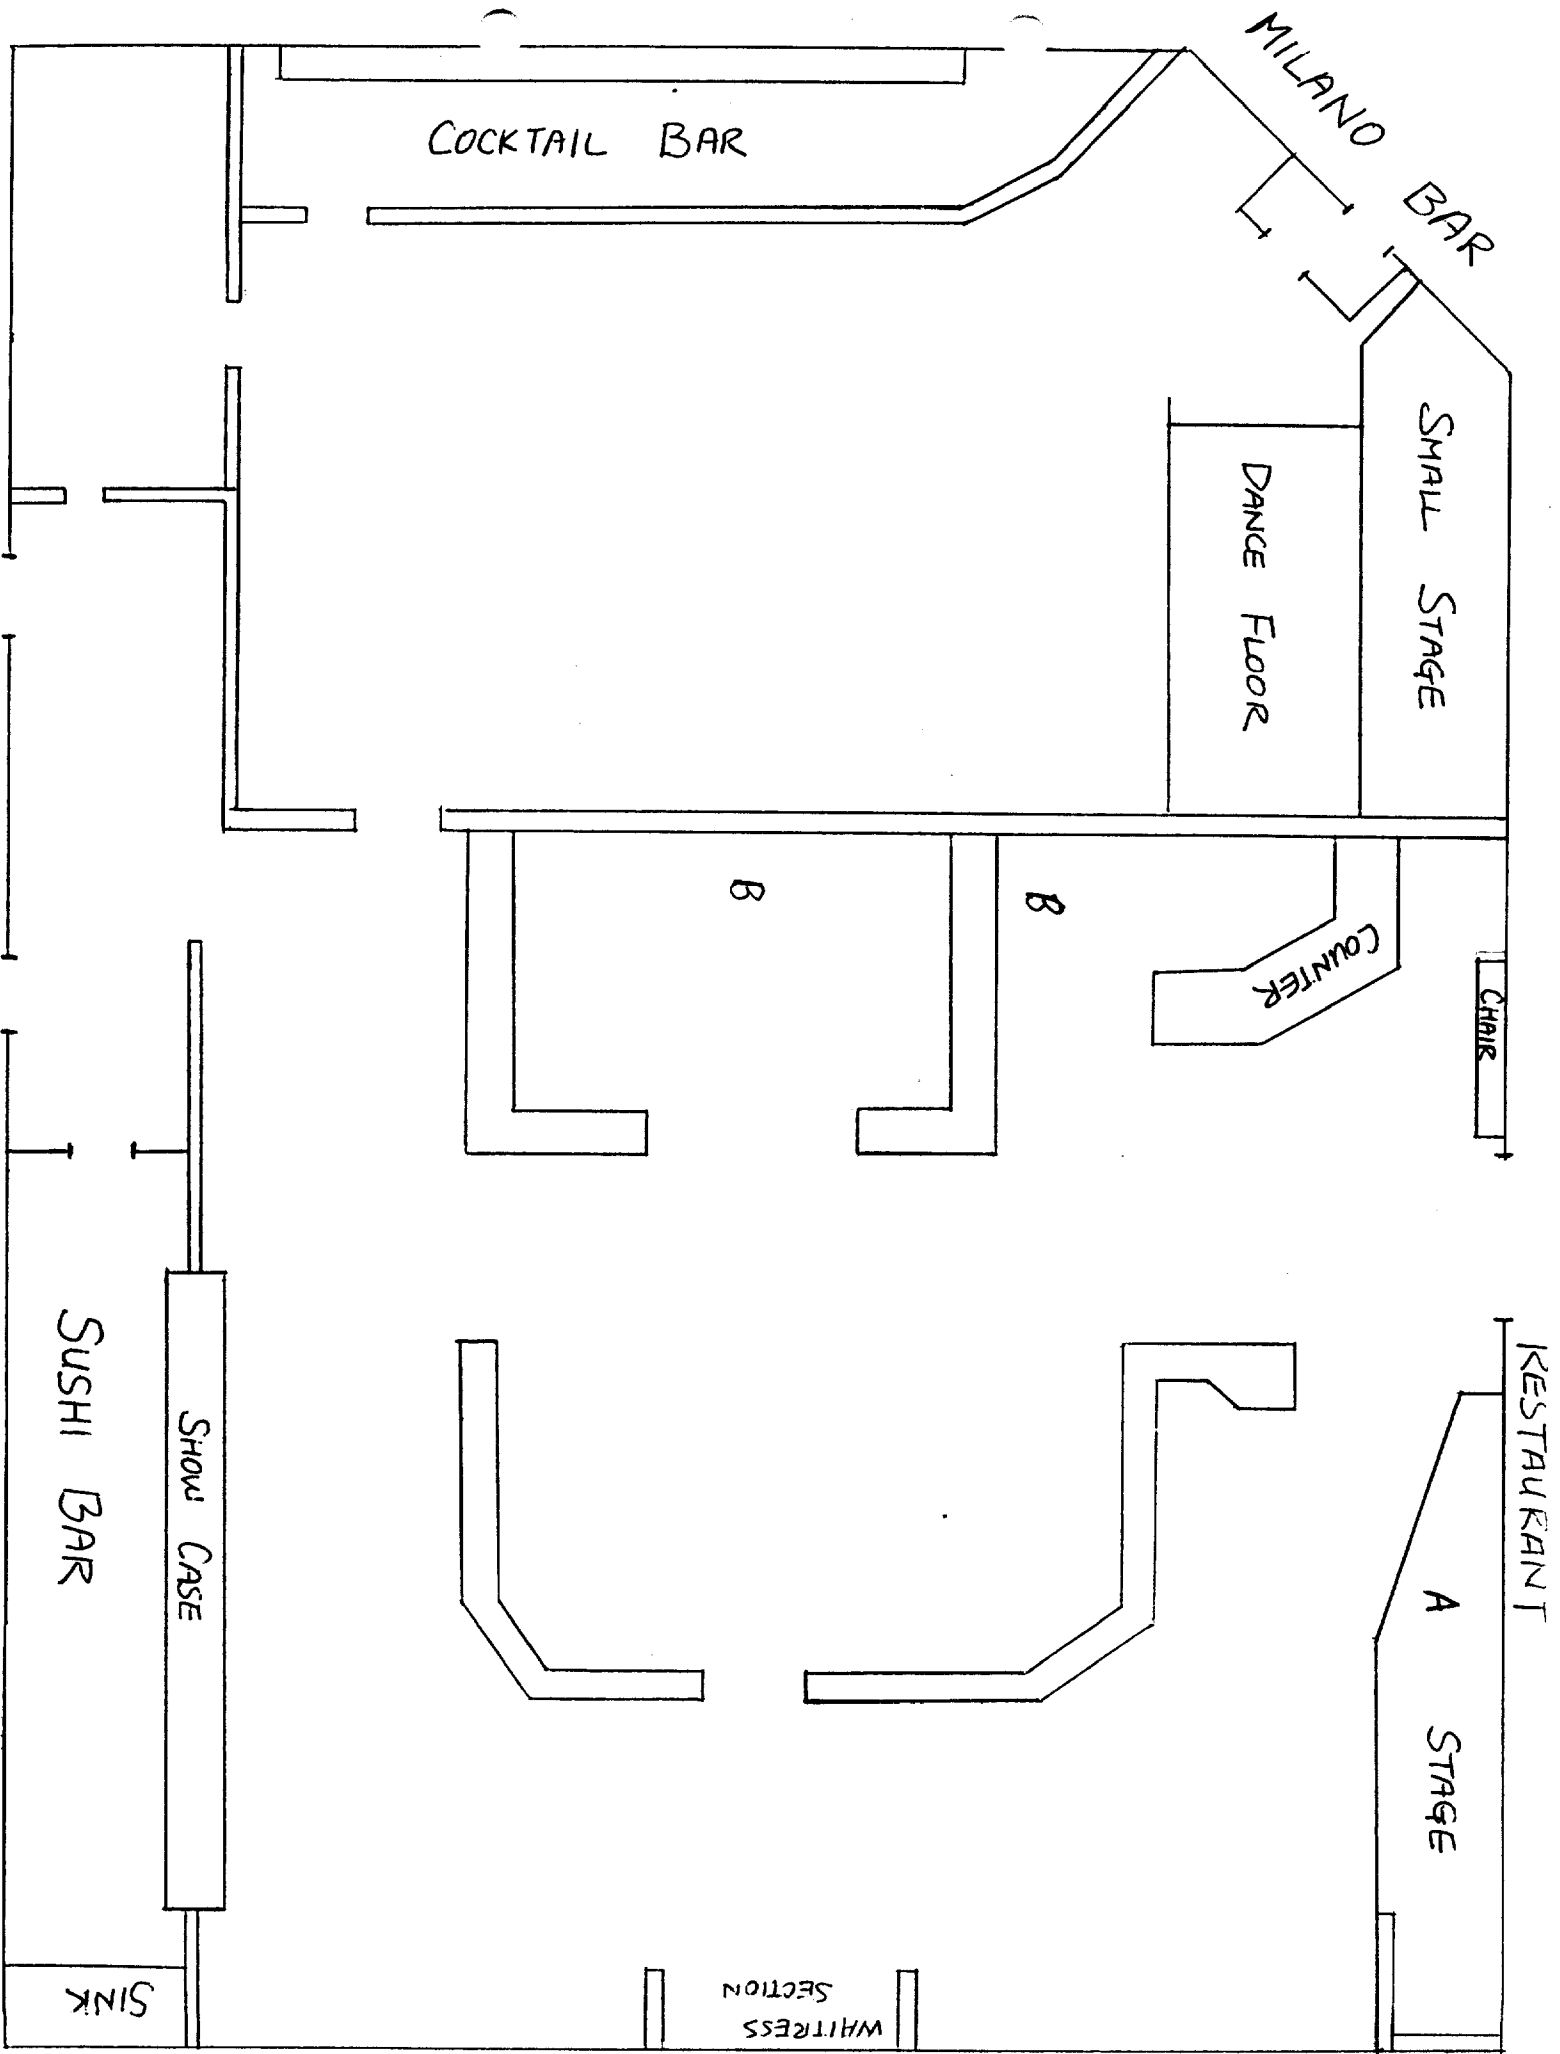 MILANO BAR
COCKTAIL BAR
SMALL STAGE
DANCE FLOOR
B
B
COUNTER
CHAIR
RESTAURANT
A STAGE
SUSHI BAR
SHOW CASE
SINK
WHITRESS
SECTION